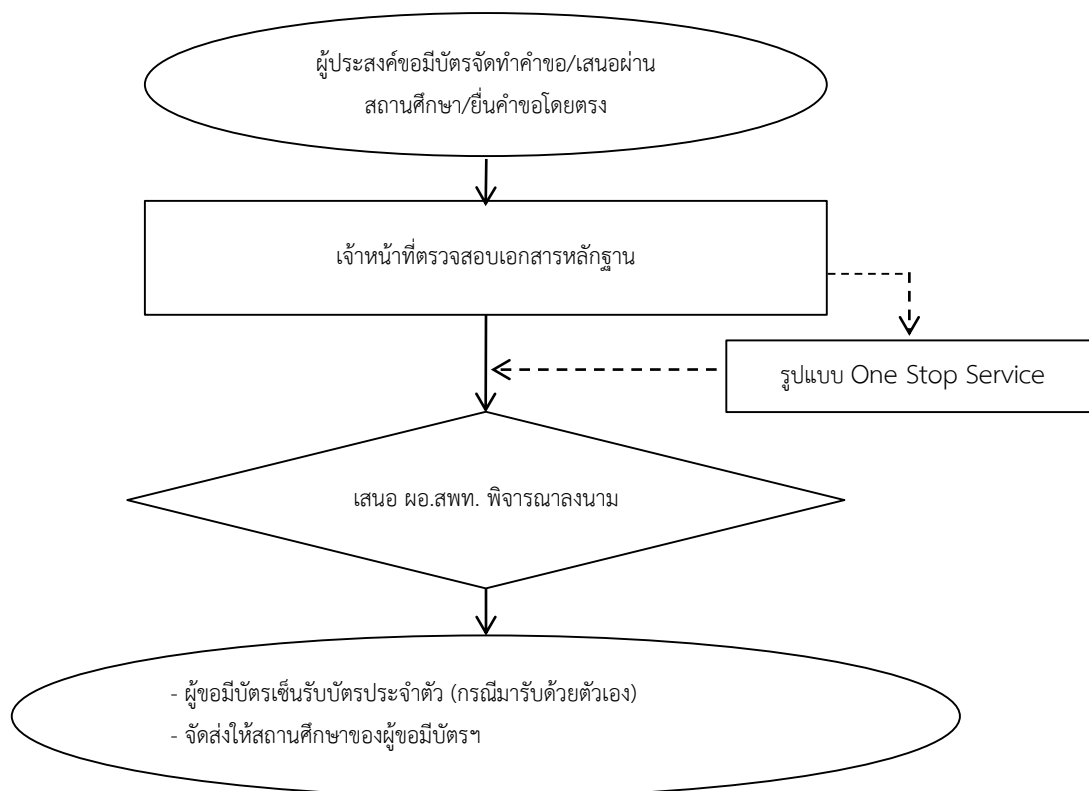 ผู้ประสงค์ขอมีบัตรจัดทำคำขอ/เสนอผ่าน
สถานศึกษา/ยื่นคำขอโดยตรง
เจ้าหน้าที่ตรวจสอบเอกสารหลักฐาน
รูปแบบ One Stop Service
เสนอ ผอ.สพท. พิจารณาลงนาม
- ผู้ขอมีบัตรเซ็นรับบัตรประจำตัว (กรณีมารับด้วยตัวเอง)
- จัดส่งให้สถานศึกษาของผู้ขอมีบัตรฯ